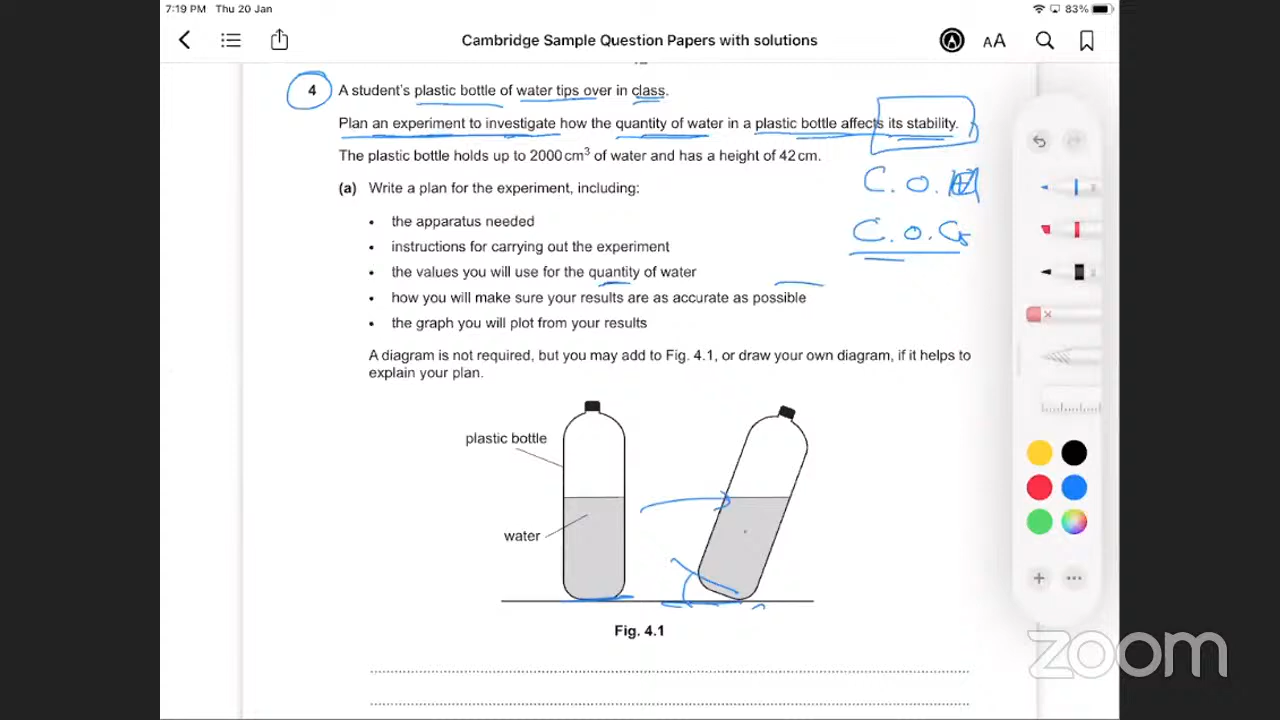 7:19 PM Thu 20 Jan
83%
Cambridge Sample Question Papers with solutions
AA
4 A student's plastic bottle of water tips over in class.
Plan an experiment to investigate how the quantity of water in a plastic bottle affects its stability.
The plastic bottle holds up to 2000 cm³ of water and has a height of 42 cm.
C. O.
(a) Write a plan for the experiment, including:
• the apparatus needed
C. O. G
• instructions for carrying out the experiment
• the values you will use for the quantity of water
• how you will make sure your results are as accurate as possible
• the graph you will plot from your results
A diagram is not required, but you may add to Fig. 4.1, or draw your own diagram, if it helps to
explain your plan.
plastic bottle
water
Fig. 4.1
zoom